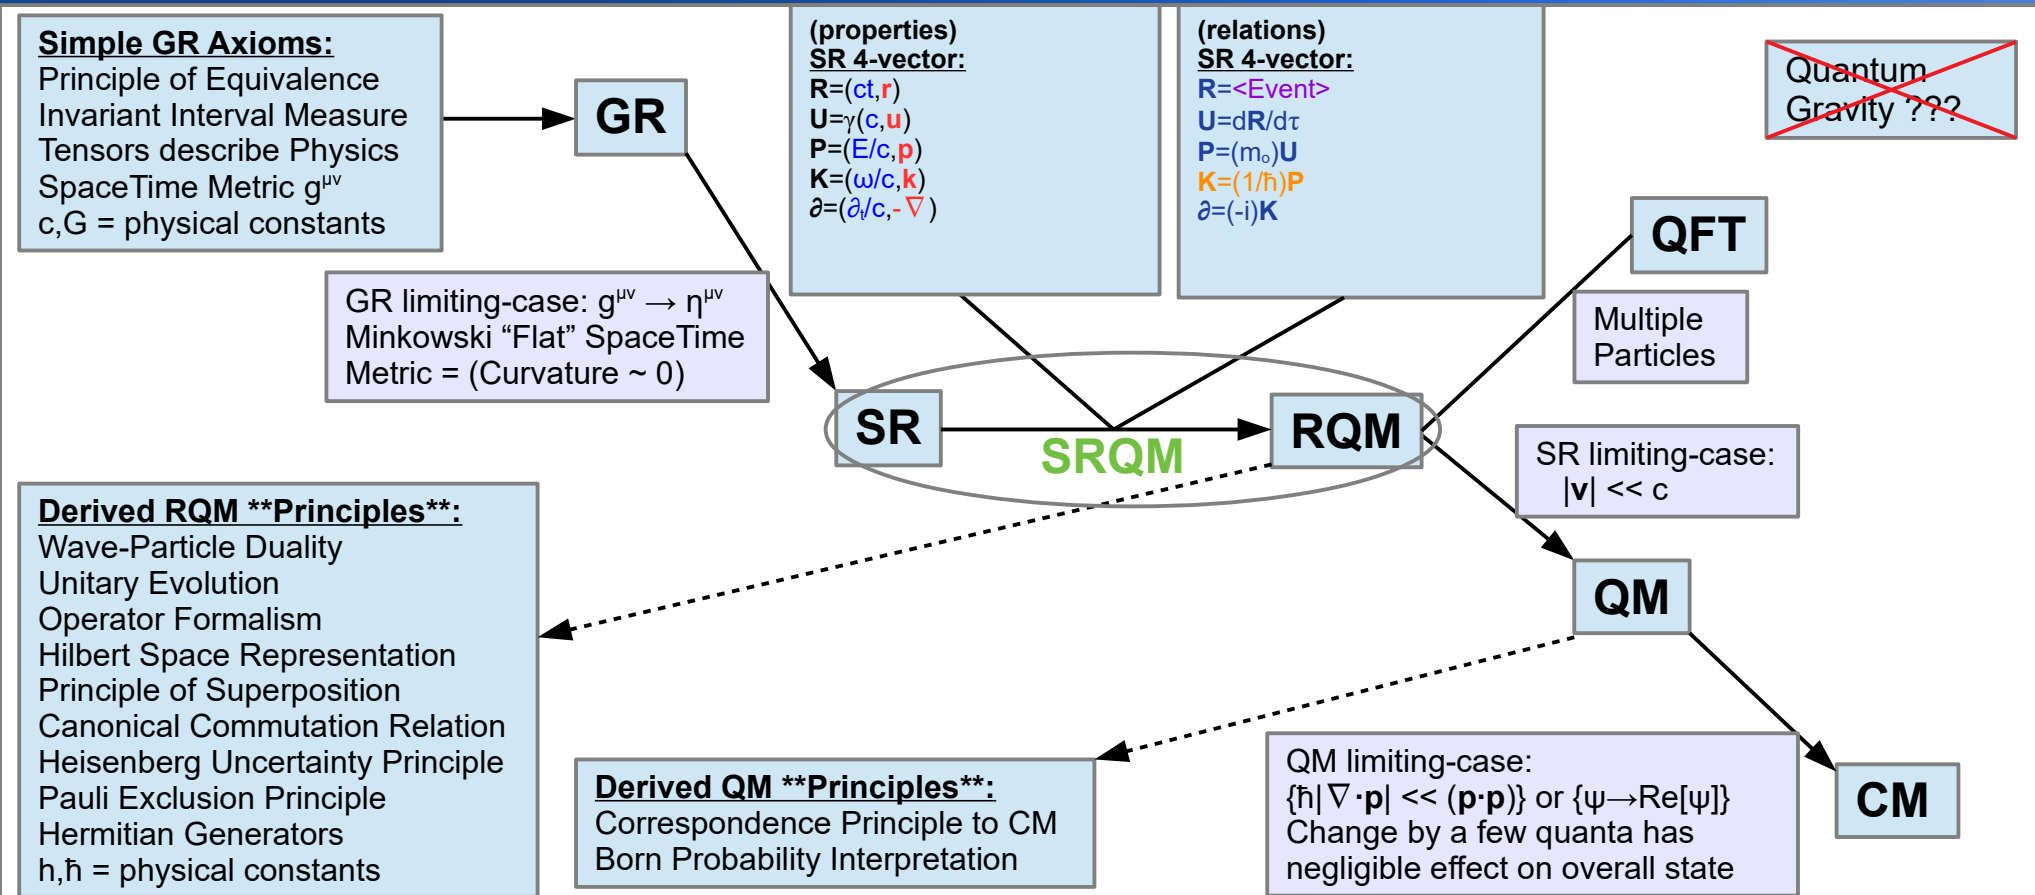 Simple GR Axioms:
Principle of Equivalence
Invariant Interval Measure
Tensors describe Physics
SpaceTime Metric g^μν
c,G = physical constants
GR
(properties)
SR 4-vector:
R=(ct,r)
U=γ(c,u)
P=(E/c,p)
K=(ω/c,k)
∂=(∂ₜ/c,-∇)
(relations)
SR 4-vector:
R=<Event>
U=dR/dτ
P=(mₒ)U
K=(1/ħ)P
∂=(-i)K
Quantum
Gravity ???
QFT
Multiple
Particles
GR limiting-case: g^μν → η^μν
Minkowski “Flat” SpaceTime
Metric = (Curvature ~ 0)
SR
SRQM
RQM
SR limiting-case:
|v| << c
QM
Derived RQM **Principles**:
Wave-Particle Duality
Unitary Evolution
Operator Formalism
Hilbert Space Representation
Principle of Superposition
Canonical Commutation Relation
Heisenberg Uncertainty Principle
Pauli Exclusion Principle
Hermitian Generators
h,ħ = physical constants
Derived QM **Principles**:
Correspondence Principle to CM
Born Probability Interpretation
QM limiting-case:
{ħ|∇·p| << (p·p)} or {ψ→Re[ψ]}
Change by a few quanta has
negligible effect on overall state
CM